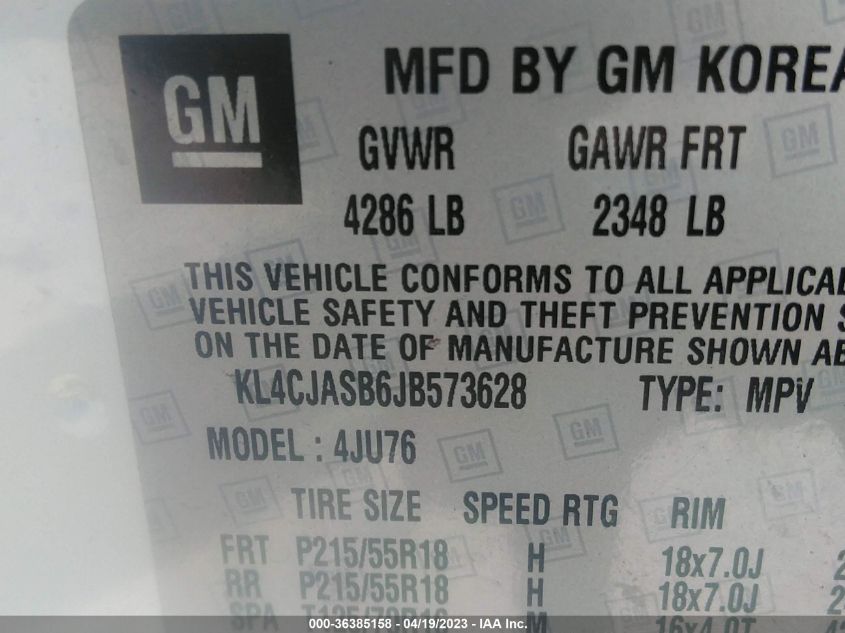 GM
MFD BY GM KOREA
GVWR GAWR FRT
4286 LB 2348 LB
THIS VEHICLE CONFORMS TO ALL
VEHICLE SAFETY AND THEFT PREVENTION
ON THE DATE OF MANUFACTURE SHOWN
KL4CJASB6JB573628 TYPE: MPV
MODEL: 4JU76
TIRE SIZE SPEED RTG RIM
FRT P215/55R18 H 18x7.0J
RR P215/55R18 H 18x7.0J
SPA
000-36385158 - 04/19/2023 - IAA Inc.